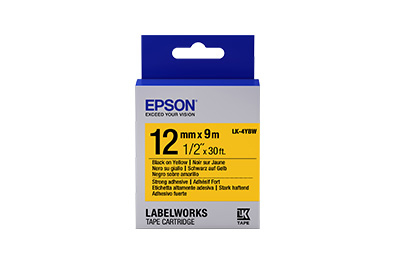 EPSON
EXCEED YOUR VISION
LK-4YBW
12 mm x 9 m
1/2" x 30 ft.
Black on Yellow | Noir sur Jaune
Nero su giallo | Schwarz auf Gelb
Negro sobre amarillo
Strong adhesive | Adhésif Fort
Etichetta altamente adesiva | Stark haftend
Adhesivo fuerte
LABELWORKS
TAPE CARTRIDGE
LK
TAPE